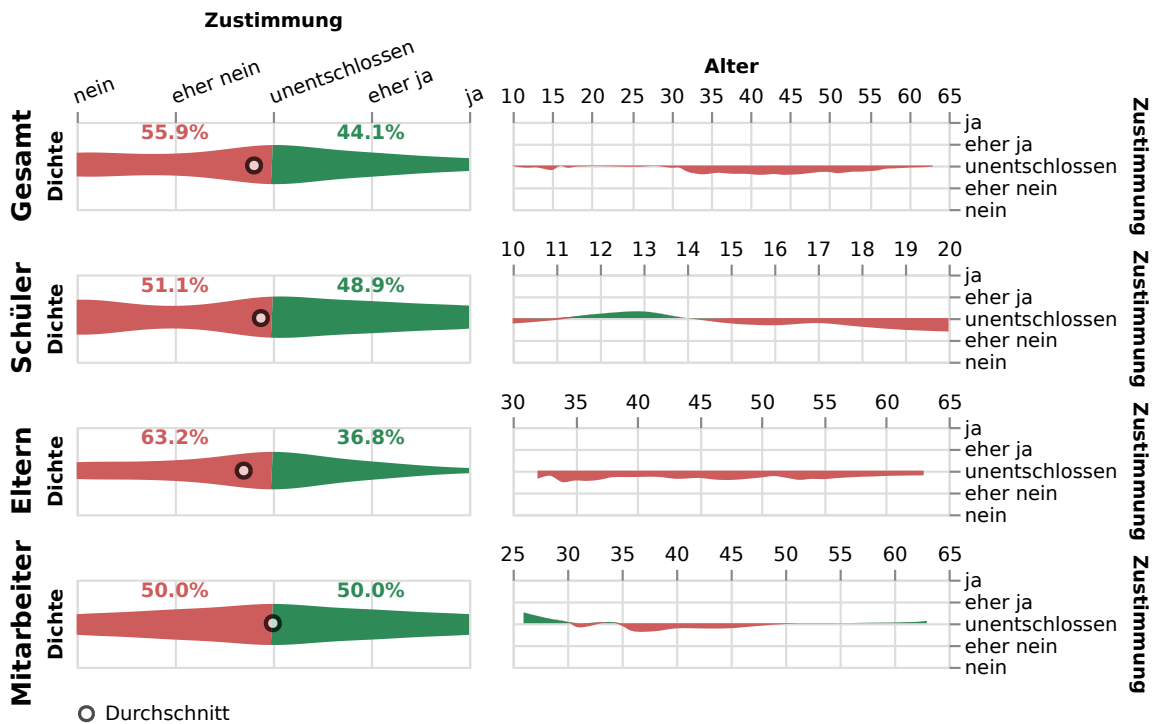 Zustimmung
nein
eher nein
unentschlossen
eher ja
ja
Alter
10 15 20 25 30 35 40 45 50 55 60 65
Gesamt
Dichte
55.9% 44.1%
ja
eher ja
unentschlossen
eher nein
nein
Zustimmung
10 11 12 13 14 15 16 17 18 19 20
Schüler
Dichte
51.1% 48.9%
ja
eher ja
unentschlossen
eher nein
nein
Zustimmung
30 35 40 45 50 55 60 65
Eltern
Dichte
63.2% 36.8%
ja
eher ja
unentschlossen
eher nein
nein
Zustimmung
25 30 35 40 45 50 55 60 65
Mitarbeiter
Dichte
50.0% 50.0%
ja
eher ja
unentschlossen
eher nein
nein
Zustimmung
Durchschnitt